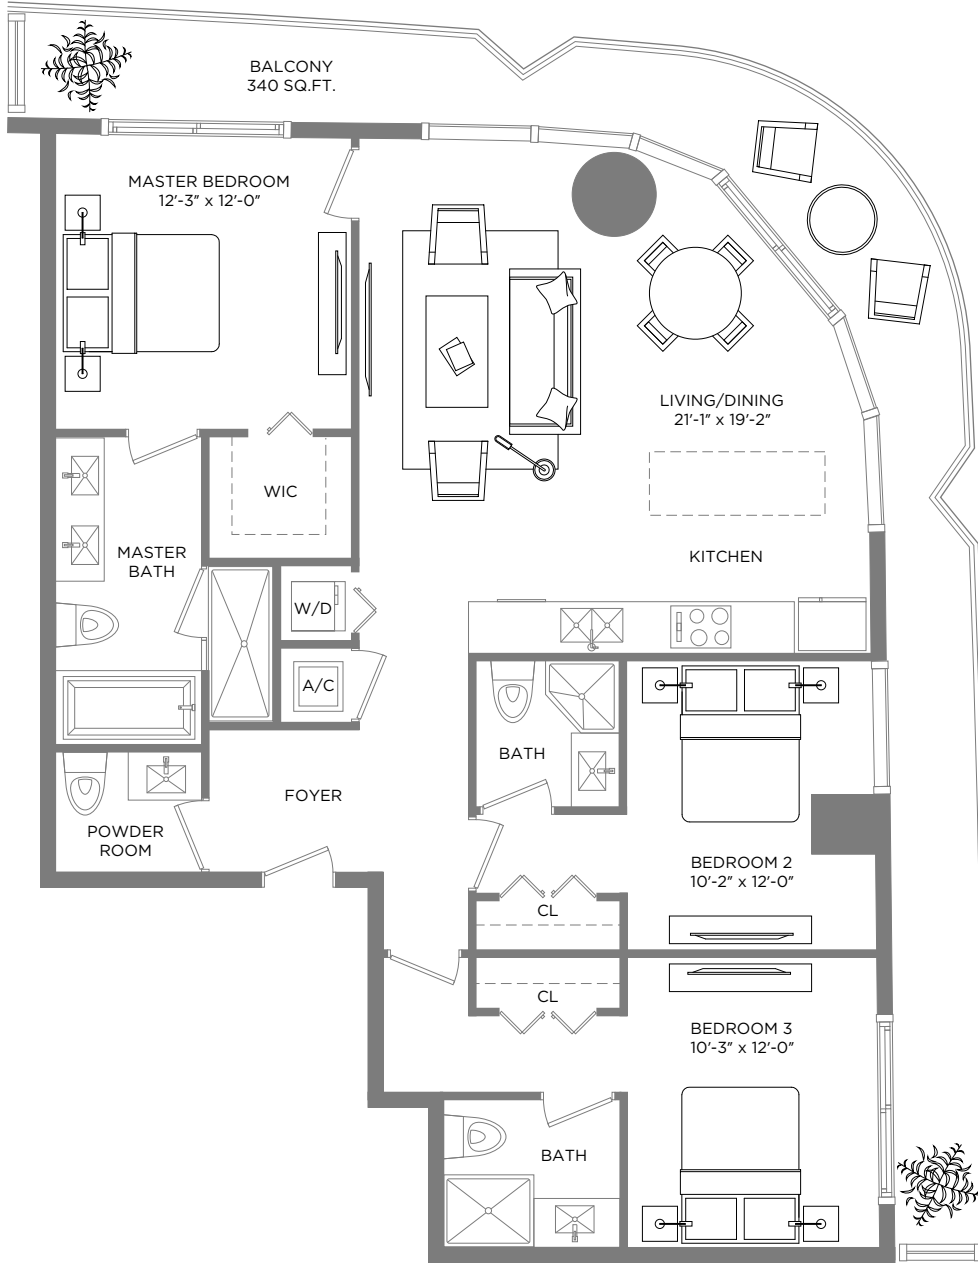 BALCONY
340 SQ.FT.
MASTER BEDROOM
12'-3" x 12'-0"
LIVING/DINING
21'-1" x 19'-2"
WIC
MASTER
BATH
KITCHEN
W/D
A/C
BATH
FOYER
POWDER
ROOM
BEDROOM 2
10'-2" x 12'-0"
CL
CL
BEDROOM 3
10'-3" x 12'-0"
BATH